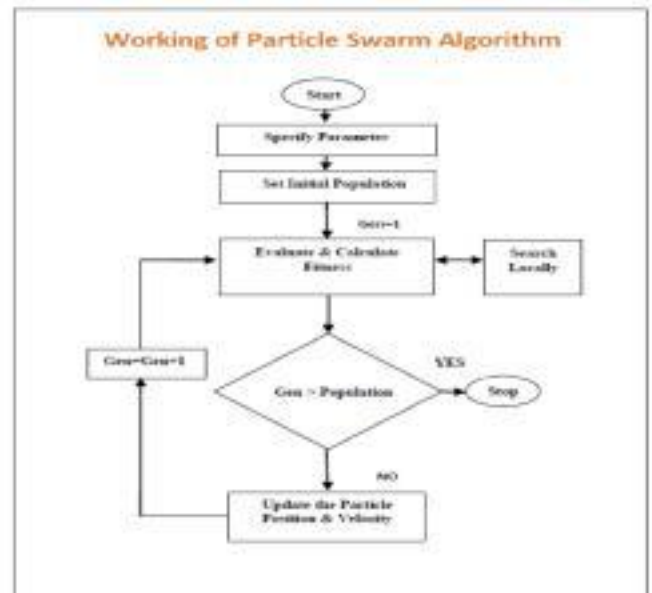 Working of Particle Swarm Algorithm
Start
Specify Parameter
Set Initial Population
Gen=1
Evaluate & Calculate
Fitness
Search
Locally
Gen=Gen+1
YES
Gen > Population
Stop
NO
Update the Particle
Position & Velocity